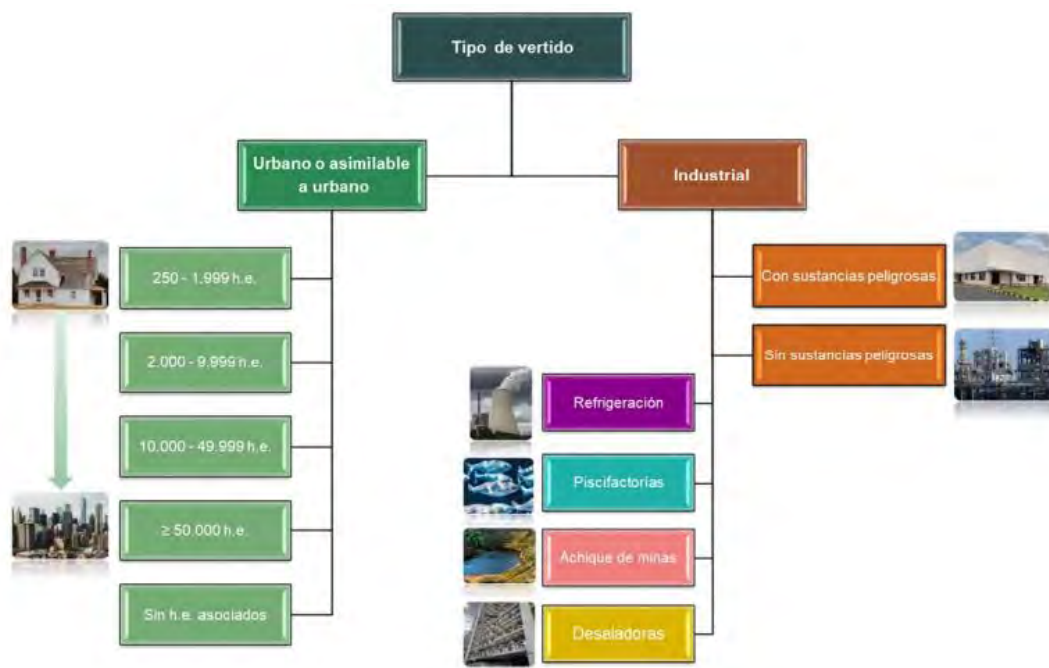 Tipo de vertido
Urbano o asimilable
a urbano
250 - 1.999 h.e.
2.000 - 9.999 h.e.
10.000 - 49.999 h.e.
≥ 50.000 h.e.
Sin h.e. asociados
Industrial
Con sustancias peligrosas
Sin sustancias peligrosas
Refrigeración
Piscifactorías
Achique de minas
Desaladoras